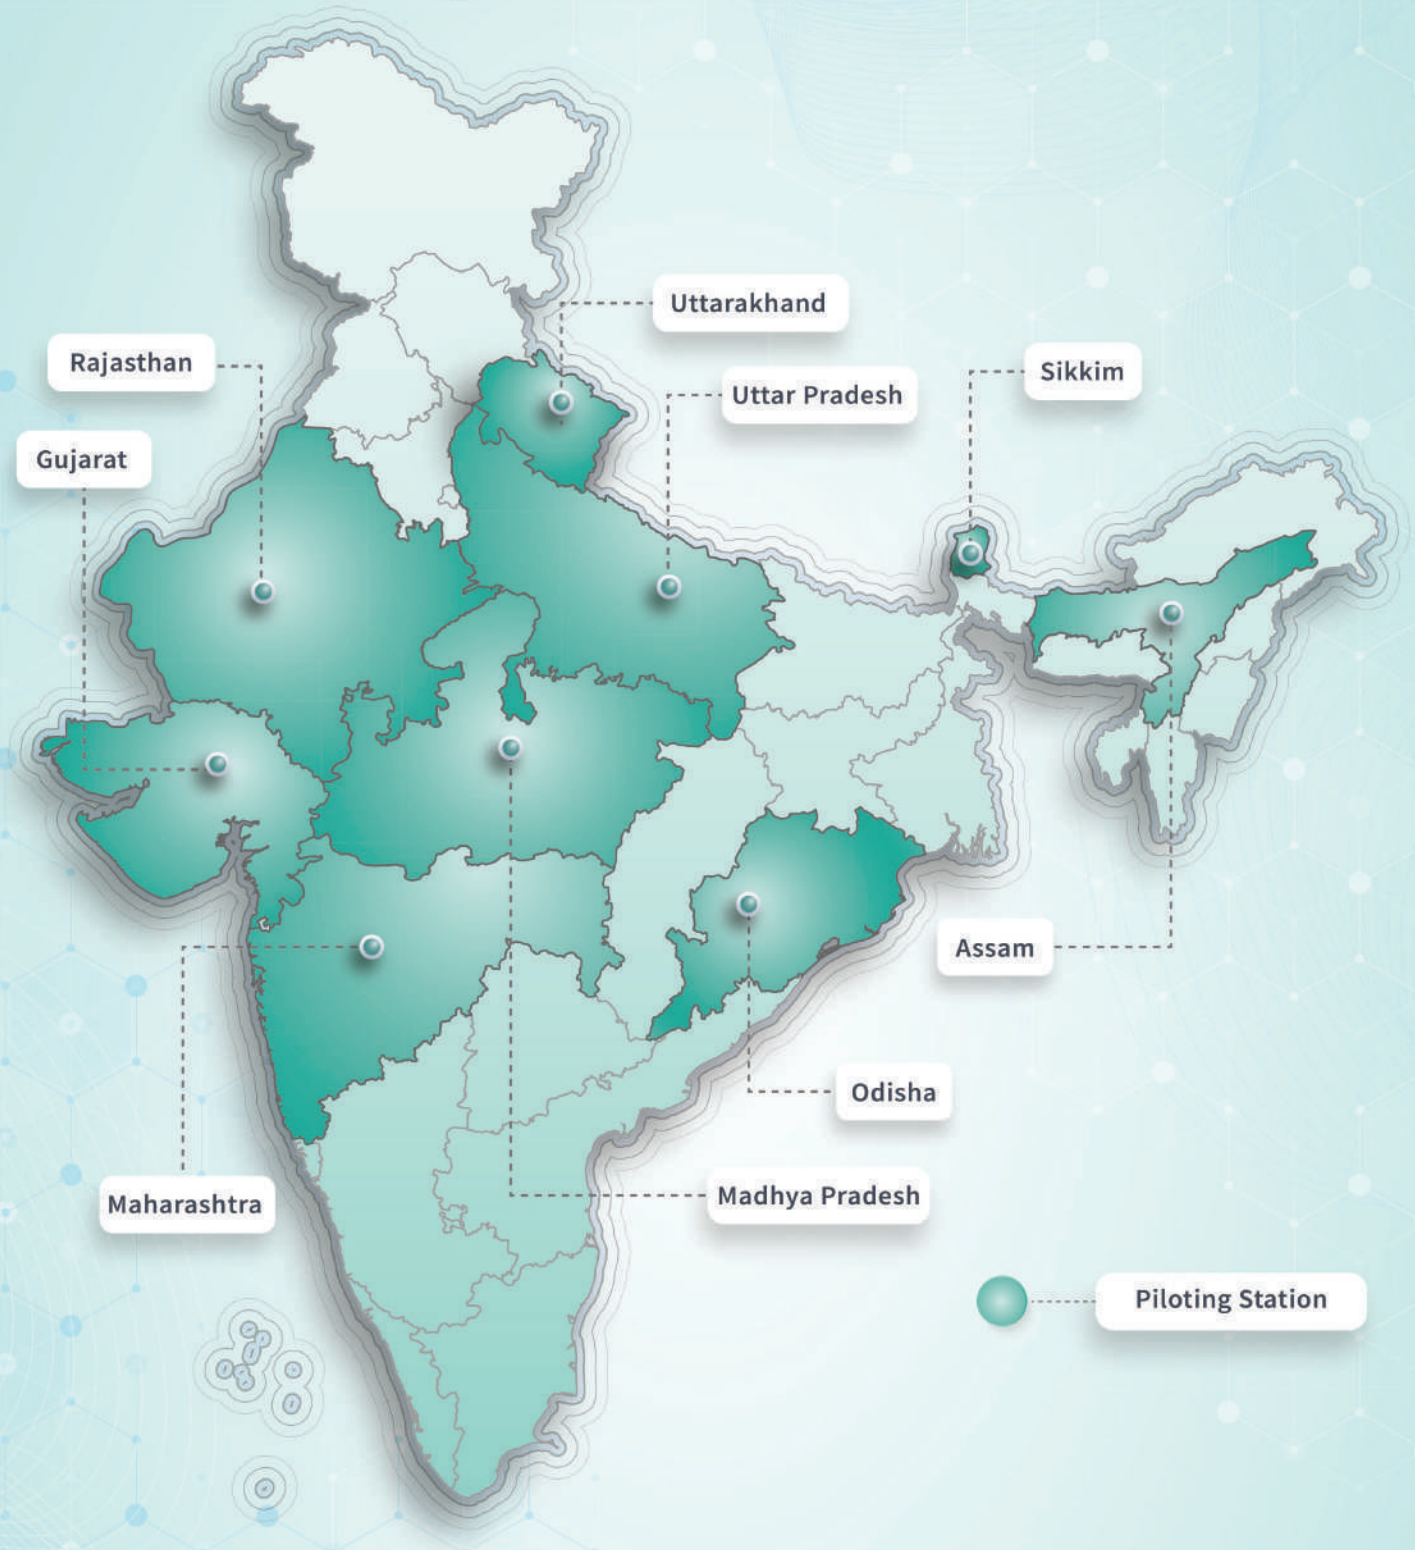 Uttarakhand
Rajasthan
Sikkim
Uttar Pradesh
Gujarat
Assam
Odisha
Madhya Pradesh
Maharashtra
Piloting Station